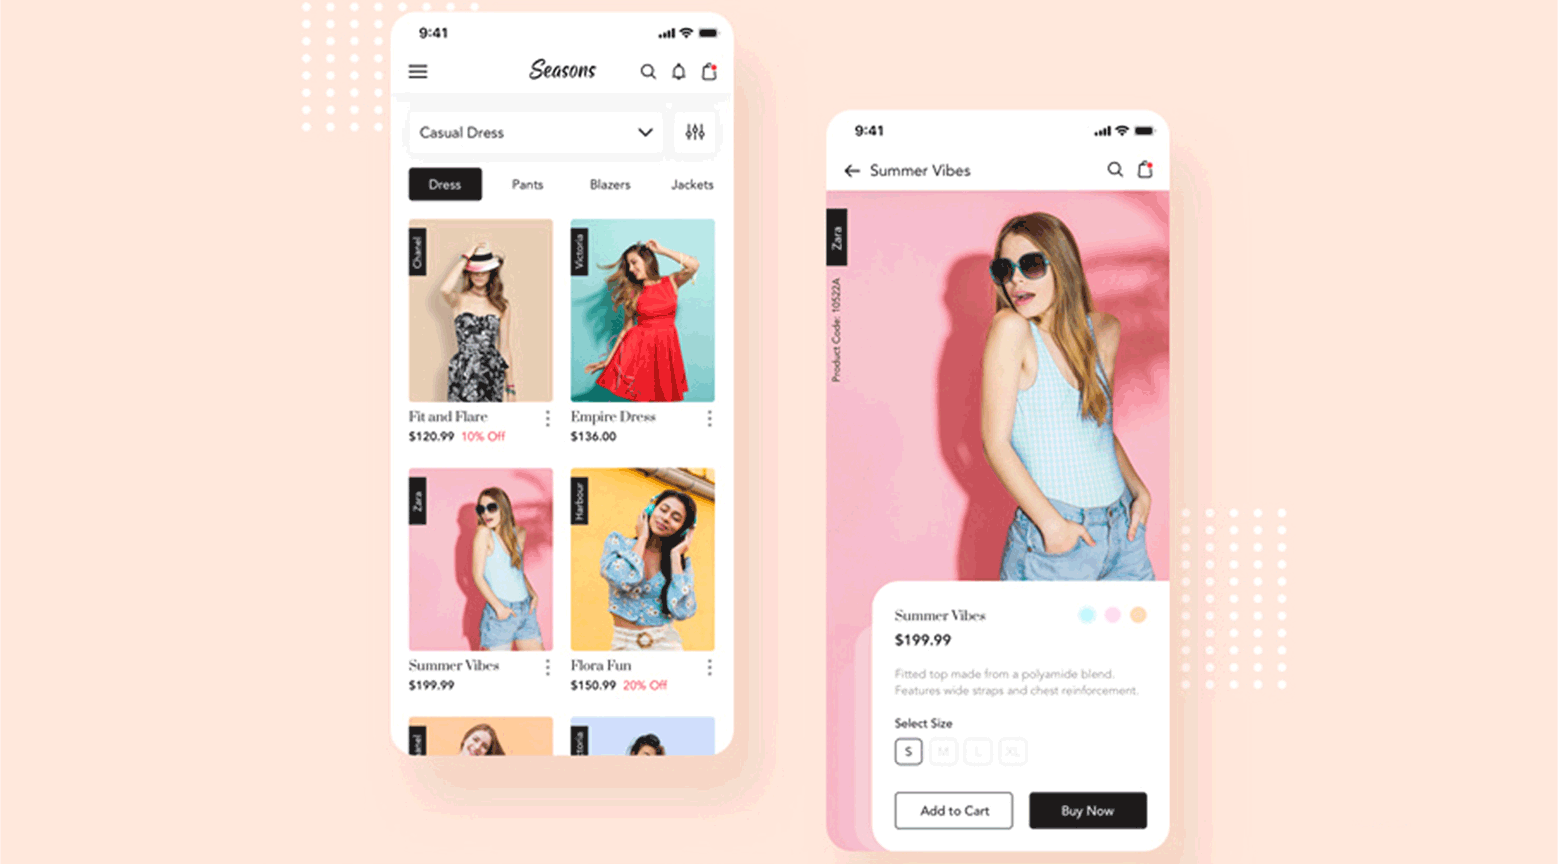 9:41
Seasons
Casual Dress
Dress
Pants
Blazers
Jackets
Chanel
Victoria
Fit and Flare
$120.99 10% Off
Empire Dress
$136.00
Zara
Harbour
Summer Vibes
$199.99
Flora Fun
$150.99 20% Off
anel
toria
9:41
Summer Vibes
Zara
Product Code: 10522A
Summer Vibes
$199.99
Fitted top made from a polyamide blend.
Features wide straps and chest reinforcement.
Select Size
S
M
L
XL
Add to Cart
Buy Now